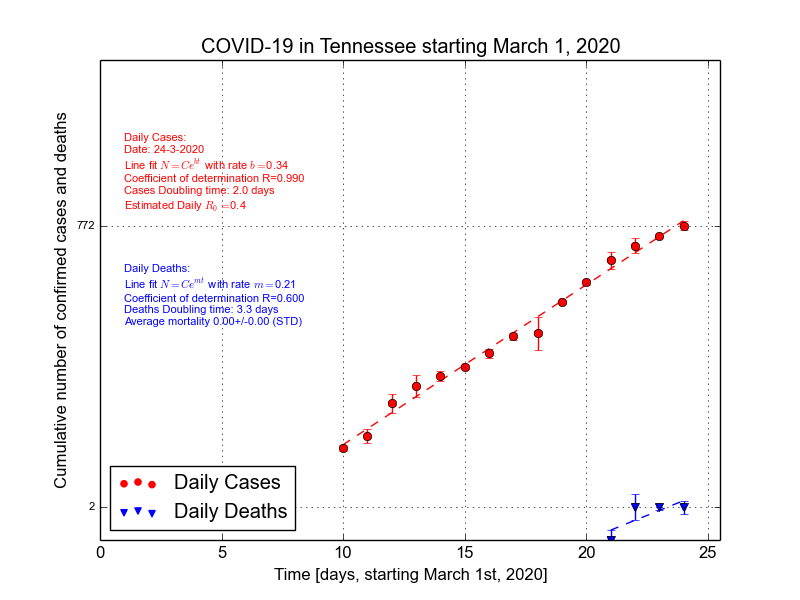 COVID-19 in Tennessee starting March 1, 2020
Cumulative number of confirmed cases and deaths
Daily Cases:
Date: 24-3-2020
Line fit N = Ce^{bt} with rate b =0.34
Coefficient of determination R=0.990
Cases Doubling time: 2.0 days
Estimated Daily R_0 =0.4
772
Daily Deaths:
Line fit N = Ce^{mt} with rate m =0.21
Coefficient of determination R=0.600
Deaths Doubling time: 3.3 days
Average mortality 0.00+/-0.00 (STD)
Daily Cases
Daily Deaths
2
0 5 10 15 20 25
Time [days, starting March 1st, 2020]